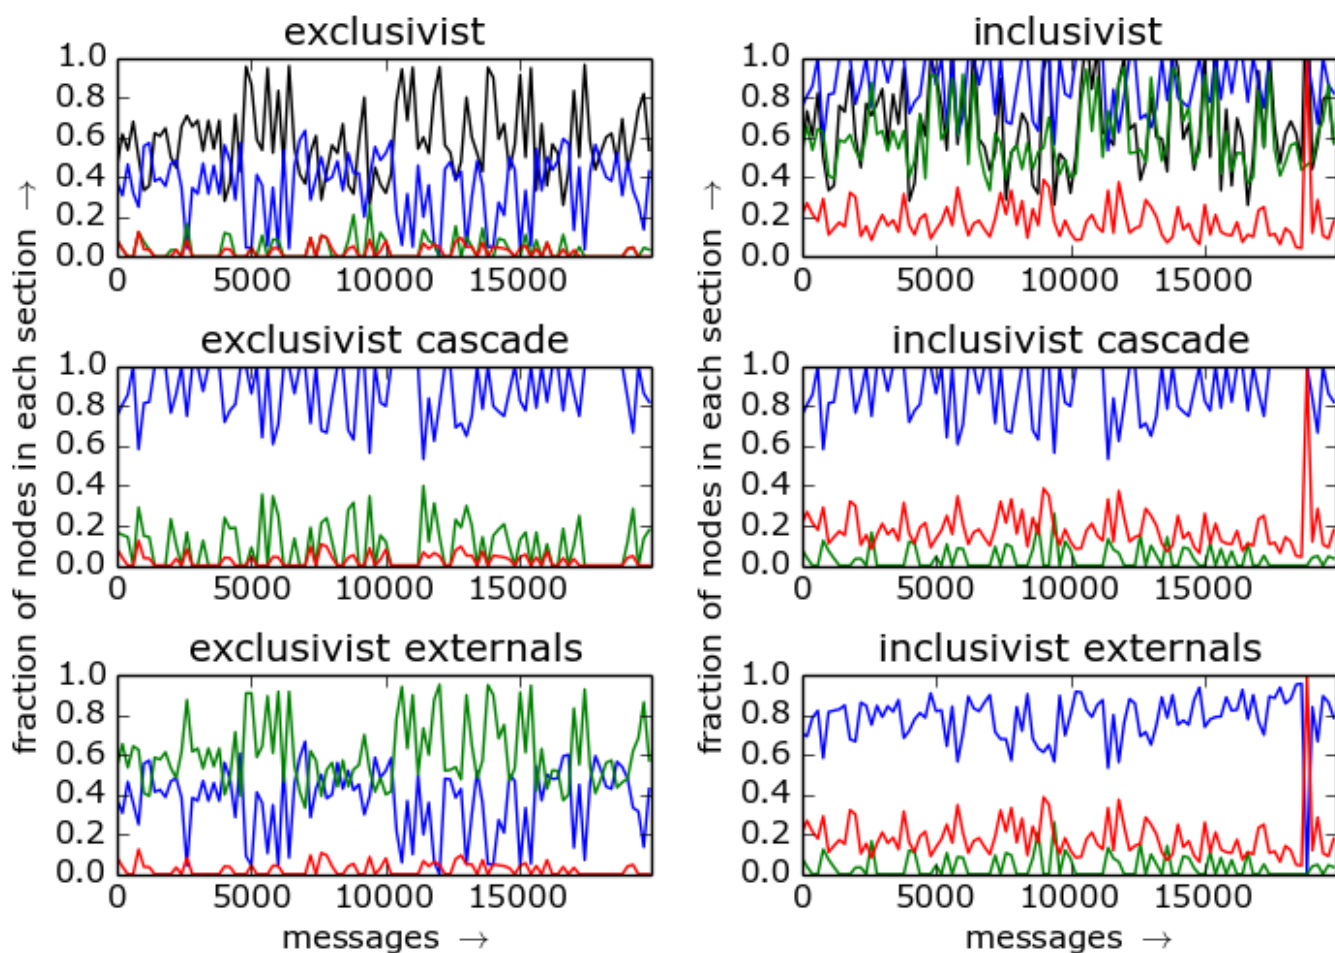 exclusivist
1.0
0.8
0.6
0.4
0.2
0.0
0 5000 10000 15000
exclusivist cascade
1.0
0.8
0.6
0.4
0.2
0.0
0 5000 10000 15000
exclusivist externals
1.0
0.8
0.6
0.4
0.2
0.0
0 5000 10000 15000
fraction of nodes in each section →
messages →
inclusivist
1.0
0.8
0.6
0.4
0.2
0.0
0 5000 10000 15000
inclusivist cascade
1.0
0.8
0.6
0.4
0.2
0.0
0 5000 10000 15000
inclusivist externals
1.0
0.8
0.6
0.4
0.2
0.0
0 5000 10000 15000
fraction of nodes in each section →
messages →